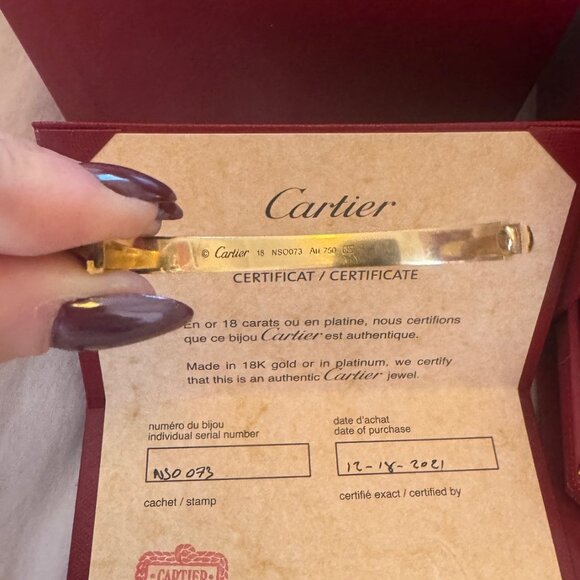 Cartier
© Cartier 18 NSO073 Au 750
CERTIFICAT / CERTIFICATE
En or 18 carats ou en platine, nous certifions
que ce bijou Cartier est authentique.
Made in 18K gold or in platinum, we certify
that this is an authentic Cartier jewel.
numéro du bijou
individual serial number
NSO073
date d'achat
date of purchase
12-18-2021
cachet / stamp
certifié exact / certified by
CARTIER